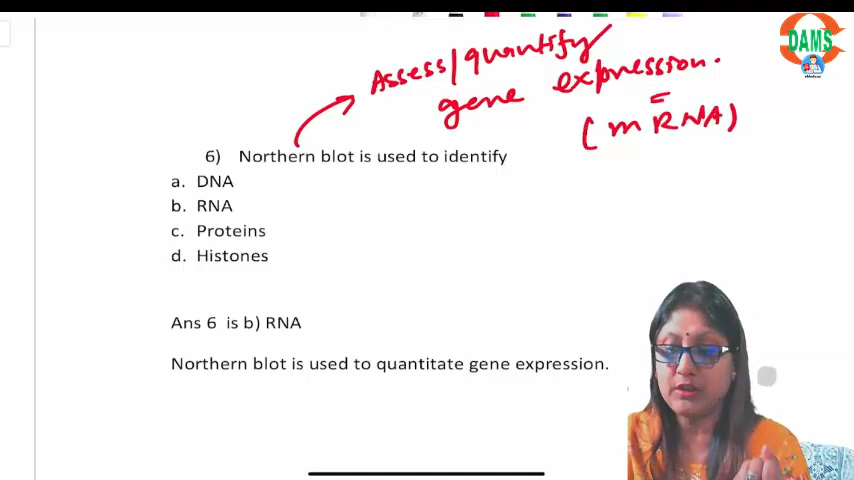 DAMS
Assess/quantify
gene expression.
(mRNA)
6) Northern blot is used to identify
a. DNA
b. RNA
c. Proteins
d. Histones
Ans 6 is b) RNA
Northern blot is used to quantitate gene expression.